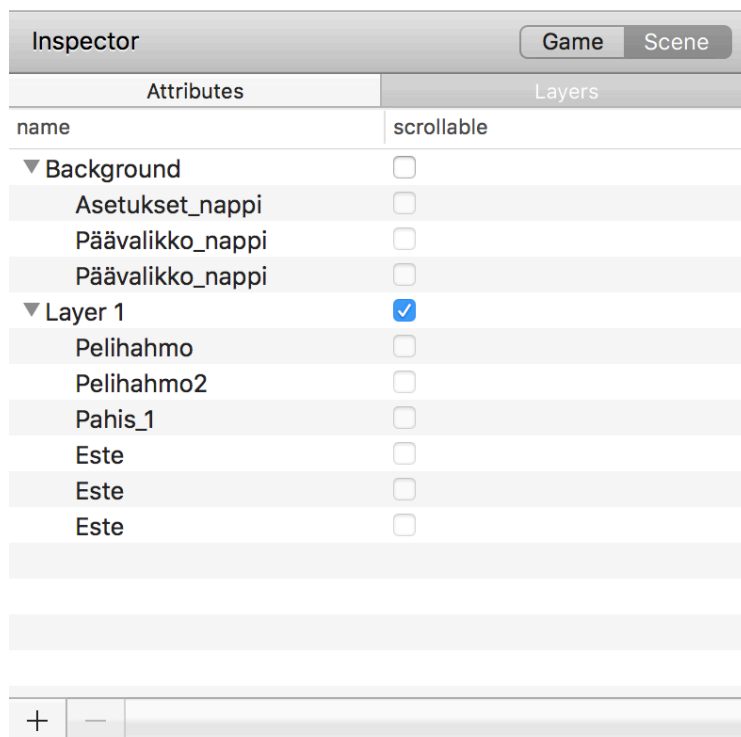 Inspector Game Scene
Attributes Layers
name scrollable
Background
Asetukset_nappi
Päävalikko_nappi
Päävalikko_nappi
Layer 1
Pelihahmo
Pelihahmo2
Pahis_1
Este
Este
Este